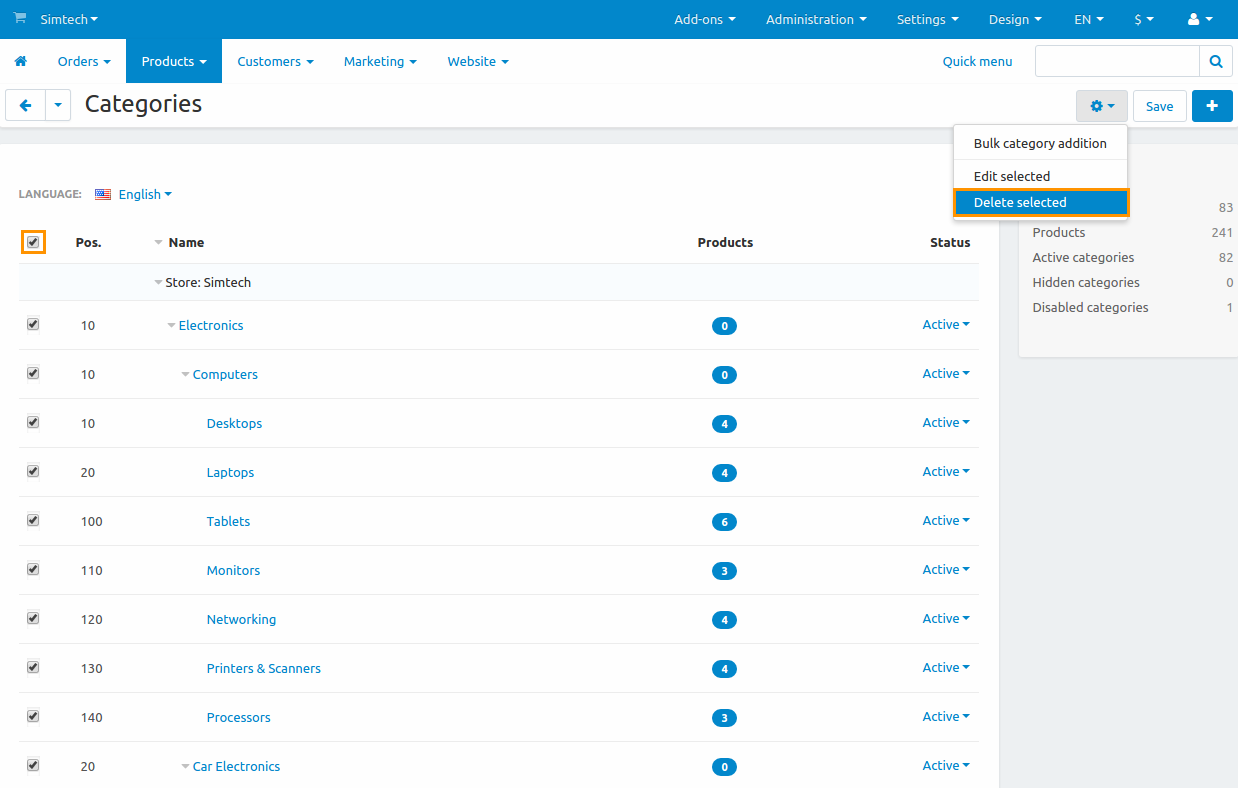 Simtech Add-ons Administration Settings Design EN $
Orders Products Customers Marketing Website Quick menu
Categories Save
Bulk category addition
Edit selected
Delete selected
LANGUAGE: English
83
Products 241
Active categories 82
Hidden categories 0
Disabled categories 1
Pos. Name Products Status
Store: Simtech
10 Electronics 0 Active
10 Computers 0 Active
10 Desktops 4 Active
20 Laptops 4 Active
100 Tablets 6 Active
110 Monitors 3 Active
120 Networking 4 Active
130 Printers & Scanners 4 Active
140 Processors 3 Active
20 Car Electronics 0 Active